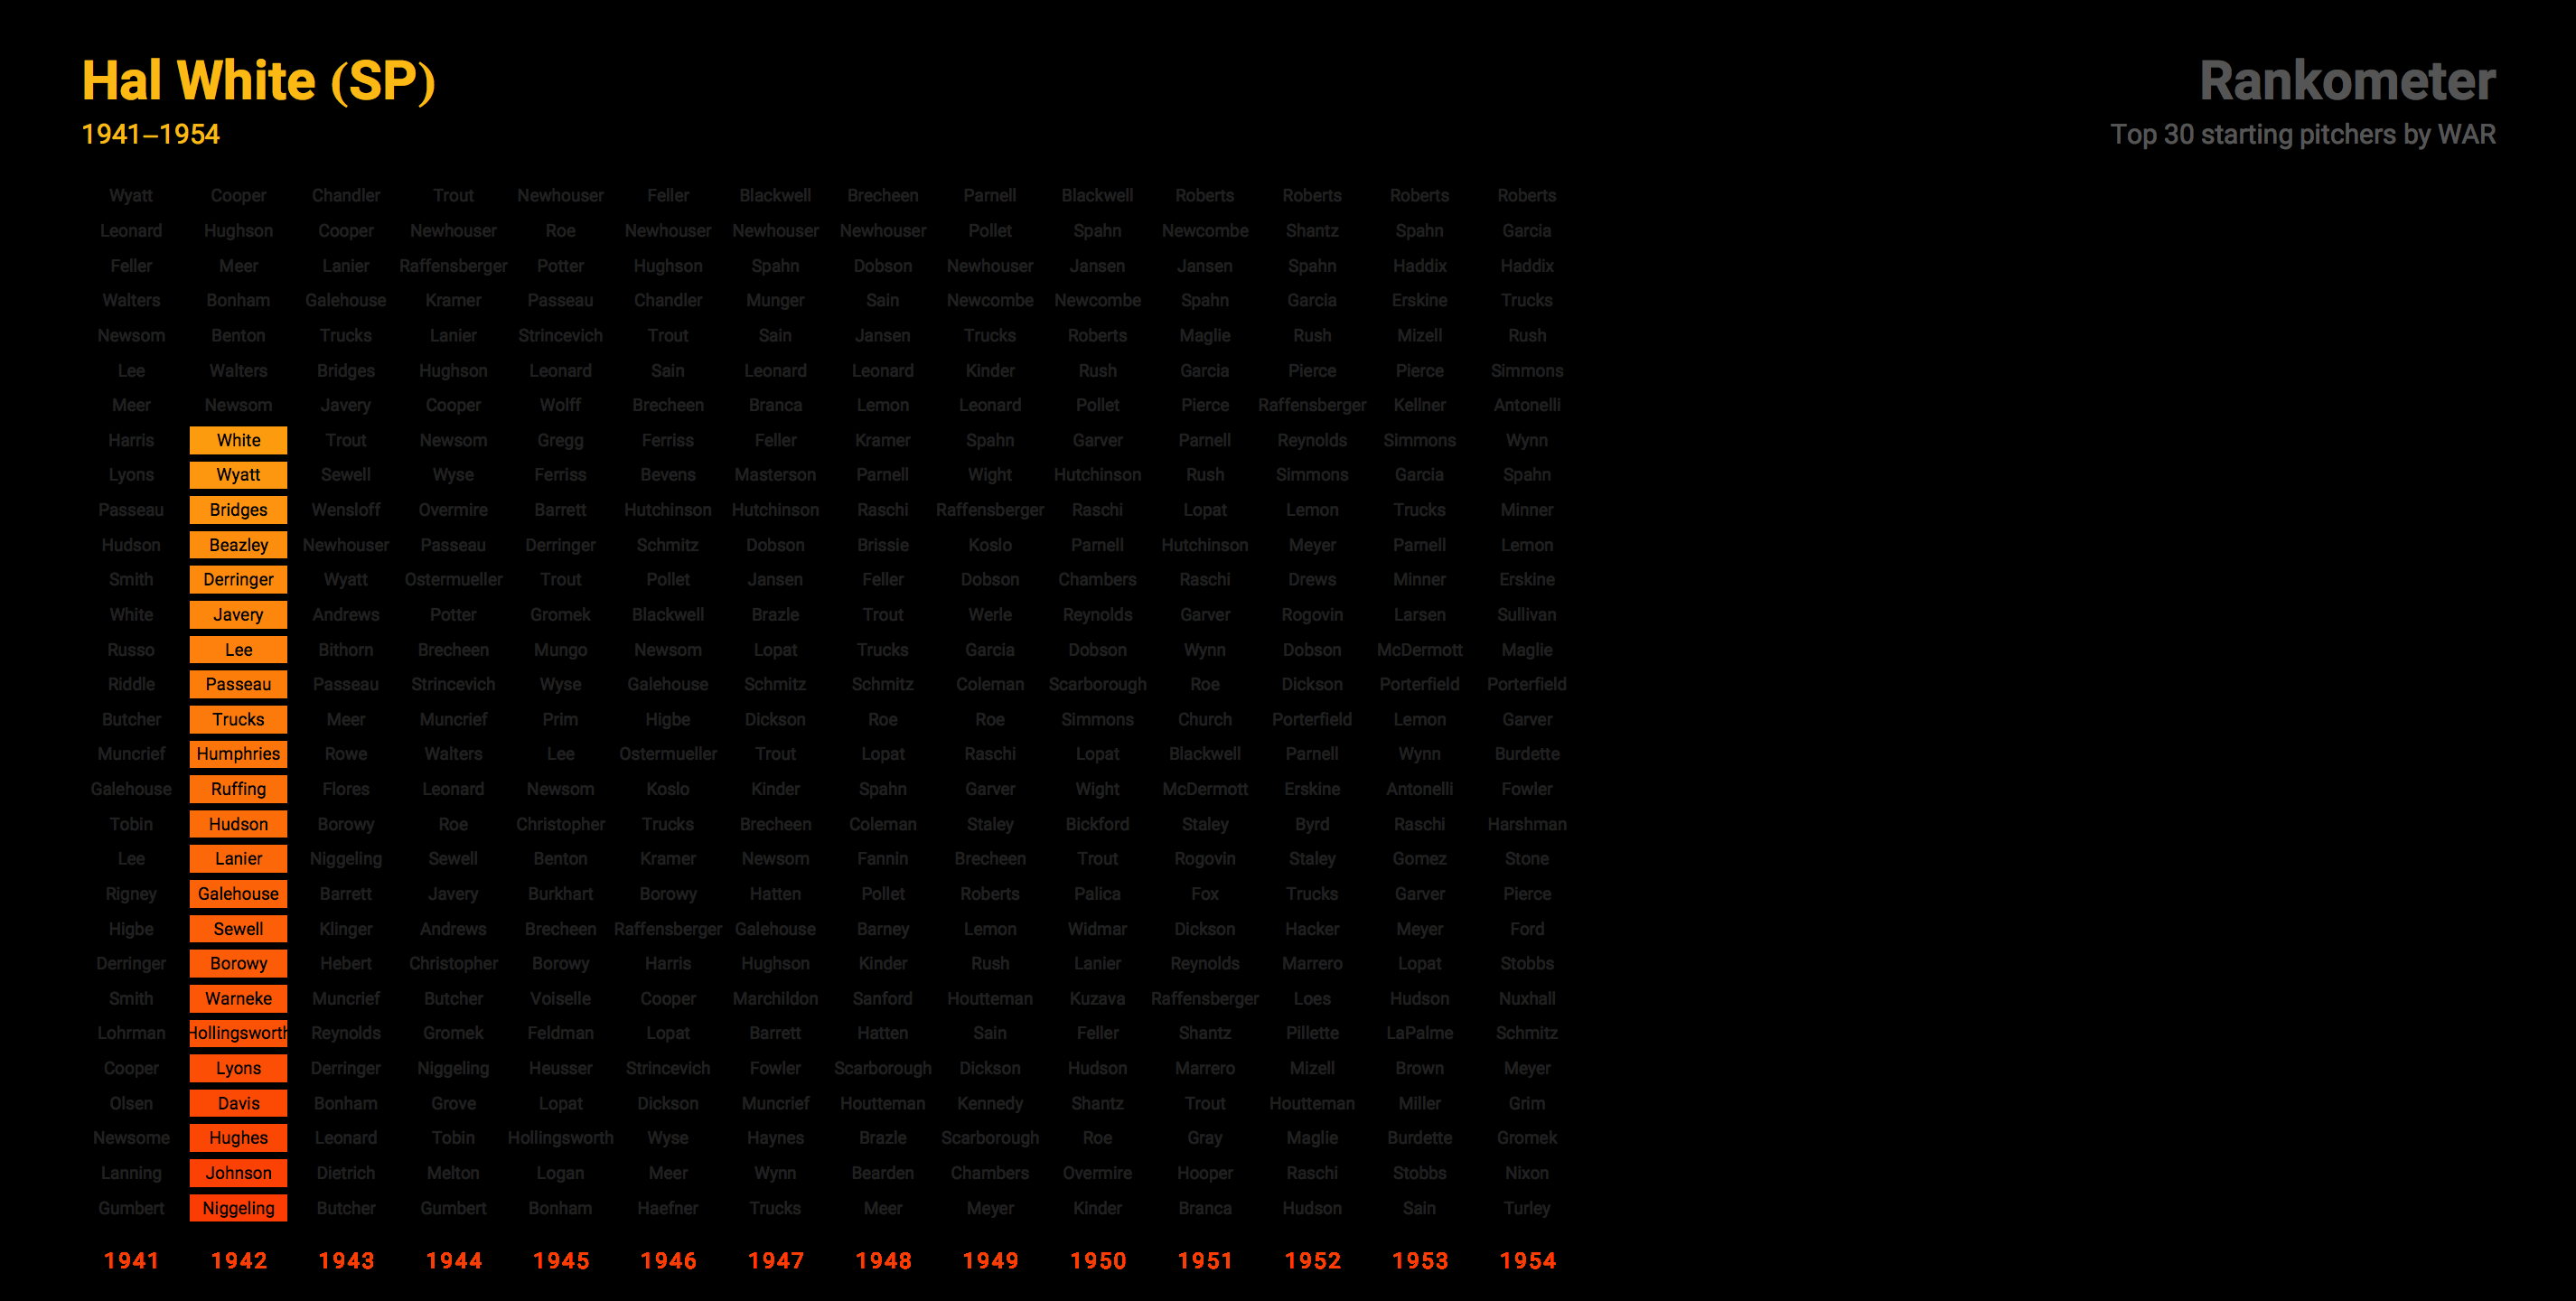 Hal White (SP)
1941–1954
Rankometer
Top 30 starting pitchers by WAR
Wyatt Cooper Chandler Trout Newhouser Feller Blackwell Brecheen Parnell Blackwell Roberts Roberts Roberts Roberts
Leonard Hughson Cooper Newhouser Roe Newhouser Newhouser Newhouser Pollet Spahn Newcombe Shantz Spahn Garcia
Feller Meer Lanier Raffensberger Potter Hughson Spahn Dobson Newhouser Jansen Jansen Spahn Haddix Haddix
Walters Bonham Galehouse Kramer Passeau Chandler Munger Sain Newcombe Newcombe Spahn Garcia Erskine Trucks
Newsom Benton Trucks Lanier Strincevich Trout Sain Jansen Trucks Roberts Maglie Rush Mizell Rush
Lee Walters Bridges Hughson Leonard Sain Leonard Leonard Kinder Rush Garcia Pierce Pierce Simmons
Meer Newsom Javery Cooper Wolff Brecheen Branca Lemon Leonard Pollet Pierce Raffensberger Kellner Antonelli
Harris White Trout Newsom Gregg Ferriss Feller Kramer Spahn Garver Parnell Reynolds Simmons Wynn
Lyons Wyatt Sewell Wyse Ferriss Bevens Masterson Parnell Wight Hutchinson Rush Simmons Garcia Spahn
Passeau Bridges Wensloff Overmire Barrett Hutchinson Hutchinson Raschi Raffensberger Raschi Lopat Lemon Trucks Minner
Hudson Beazley Newhouser Passeau Derringer Schmitz Dobson Brissie Koslo Parnell Hutchinson Meyer Parnell Lemon
Smith Derringer Wyatt Ostermueller Trout Pollet Jansen Feller Dobson Chambers Raschi Drews Minner Erskine
White Javery Andrews Potter Gromek Blackwell Brazle Trout Werle Reynolds Garver Rogovin Larsen Sullivan
Russo Lee Bithorn Brecheen Mungo Newsom Lopat Trucks Garcia Dobson Wynn Dobson McDermott Maglie
Riddle Passeau Passeau Strincevich Wyse Galehouse Schmitz Schmitz Coleman Scarborough Roe Dickson Porterfield Porterfield
Butcher Trucks Meer Muncrief Prim Higbe Dickson Roe Roe Simmons Church Porterfield Lemon Garver
Muncrief Humphries Rowe Walters Lee Ostermueller Trout Lopat Raschi Lopat Blackwell Parnell Wynn Burdette
Galehouse Ruffing Flores Leonard Newsom Koslo Kinder Spahn Garver Wight McDermott Erskine Antonelli Fowler
Tobin Hudson Borowy Roe Christopher Trucks Brecheen Coleman Staley Bickford Staley Byrd Raschi Harshman
Lee Lanier Niggeling Sewell Benton Kramer Newsom Fannin Brecheen Trout Rogovin Staley Gomez Stone
Rigney Galehouse Barrett Javery Burkhart Borowy Hatten Pollet Roberts Palica Fox Trucks Garver Pierce
Higbe Sewell Klinger Andrews Brecheen Raffensberger Galehouse Barney Lemon Widmar Dickson Hacker Meyer Ford
Derringer Borowy Hebert Christopher Borowy Harris Hughson Kinder Rush Lanier Reynolds Marrero Lopat Stobbs
Smith Warneke Muncrief Butcher Voiselle Cooper Marchildon Sanford Houtteman Kuzava Raffensberger Loes Hudson Nuxhall
Lohrman Hollingsworth Reynolds Gromek Feldman Lopat Barrett Hatten Sain Feller Shantz Pillette LaPalme Schmitz
Cooper Lyons Derringer Niggeling Heusser Strincevich Fowler Scarborough Dickson Hudson Marrero Mizell Brown Meyer
Olsen Davis Bonham Grove Lopat Dickson Muncrief Houtteman Kennedy Shantz Trout Houtteman Miller Grim
Newsome Hughes Leonard Tobin Hollingsworth Wyse Haynes Brazle Scarborough Roe Gray Maglie Burdette Gromek
Lanning Johnson Dietrich Melton Logan Meer Wynn Bearden Chambers Overmire Hooper Raschi Stobbs Nixon
Gumbert Niggeling Butcher Gumbert Bonham Haefner Trucks Meer Meyer Kinder Branca Hudson Sain Turley
1941 1942 1943 1944 1945 1946 1947 1948 1949 1950 1951 1952 1953 1954